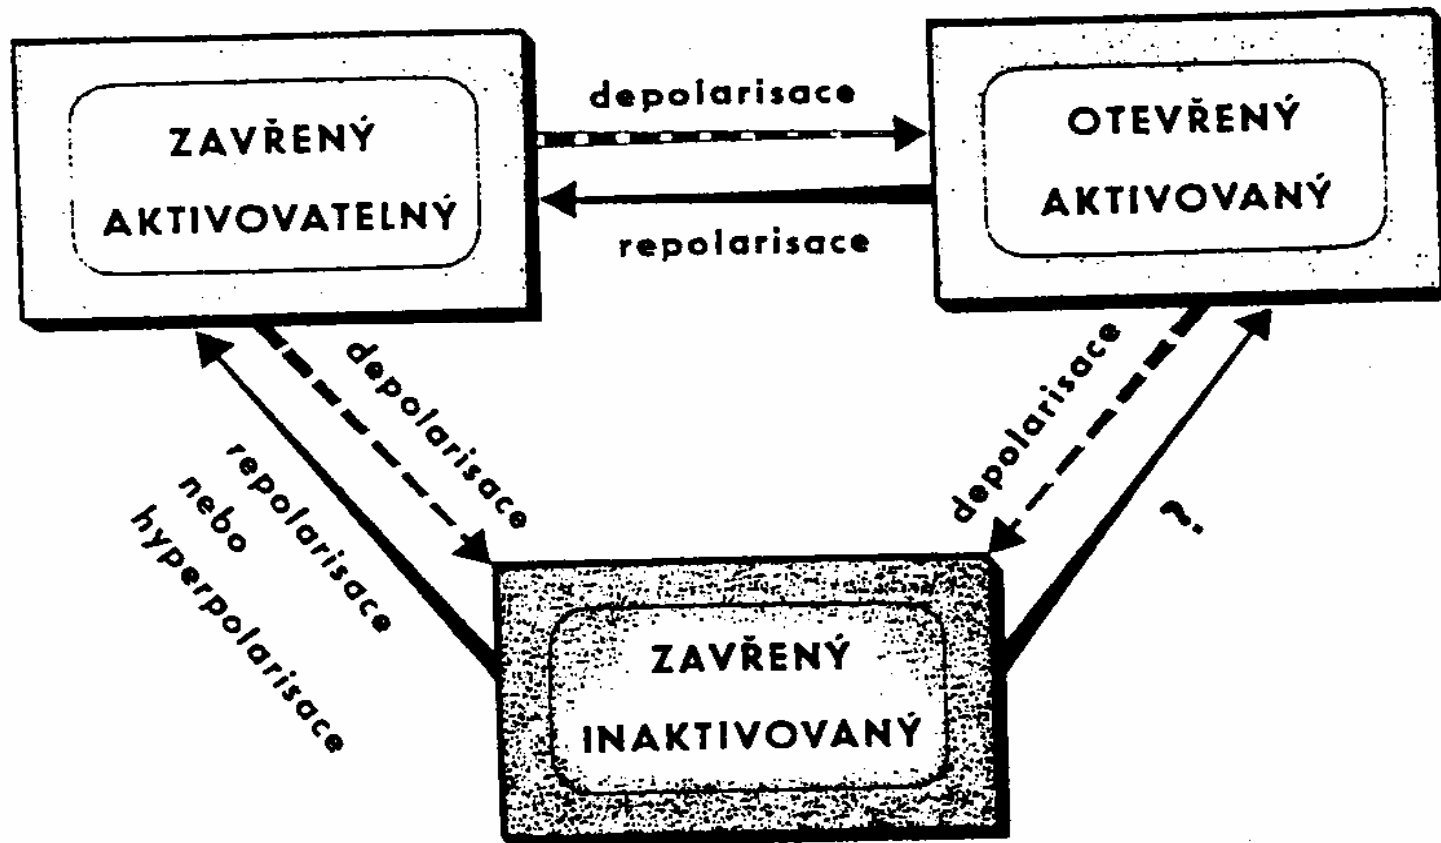 ZAVŘENÝ
AKTIVOVATELNÝ
depolarisace
repolarisace
OTEVŘENÝ
AKTIVOVANÝ
depolarisace
repolarisace
nebo
hyperpolarisace
depolarisace
?
ZAVŘENÝ
INAKTIVOVANÝ